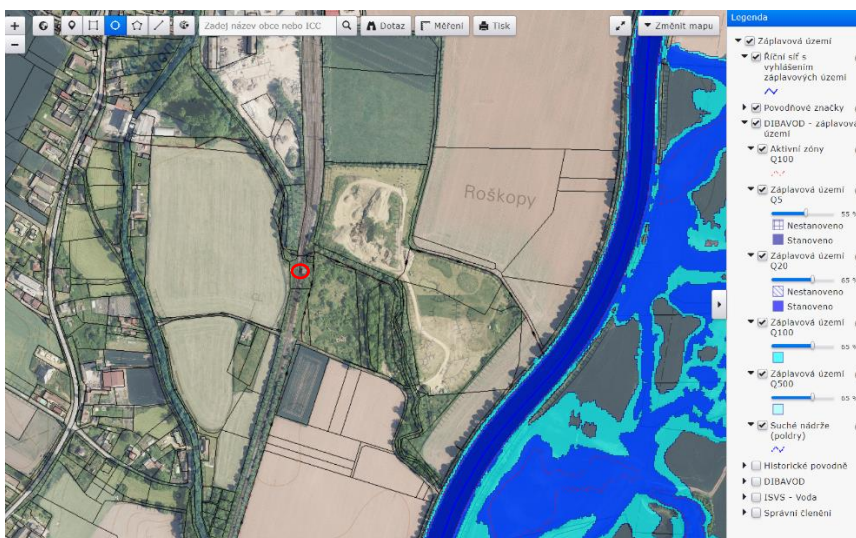 +
Zadej název obce nebo ICC
Dotaz
Měření
Tisk
Změnit mapu
−
Roškopy
Legenda
Záplavová území
Říční síť s
vyhlášením
záplavových území
Povodňové značky
DIBAVOD - záplavová
území
Aktivní zóny
Q100
Záplavová území
Q5
55 %
Nestanoveno
Stanoveno
Záplavová území
Q20
65 %
Nestanoveno
Stanoveno
Záplavová území
Q100
65 %
Záplavová území
Q500
65 %
Suché nádrže
(poldry)
Historické povodně
DIBAVOD
ISVS - Voda
Správní členění